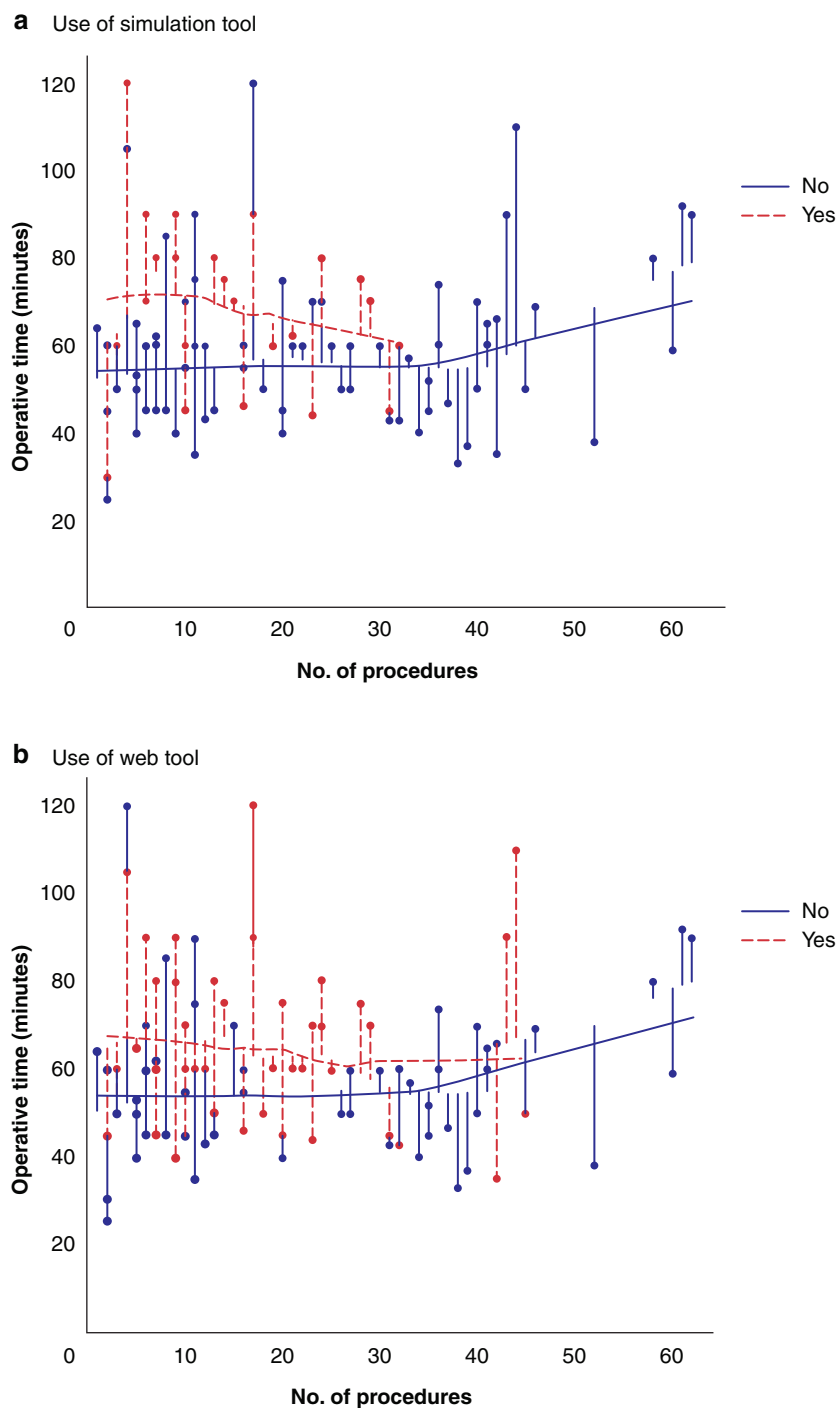 a Use of simulation tool
120
100
80
60
40
20
Operative time (minutes)
0 10 20 30 40 50 60
No. of procedures
No
Yes
b Use of web tool
120
100
80
60
40
20
Operative time (minutes)
0 10 20 30 40 50 60
No. of procedures
No
Yes